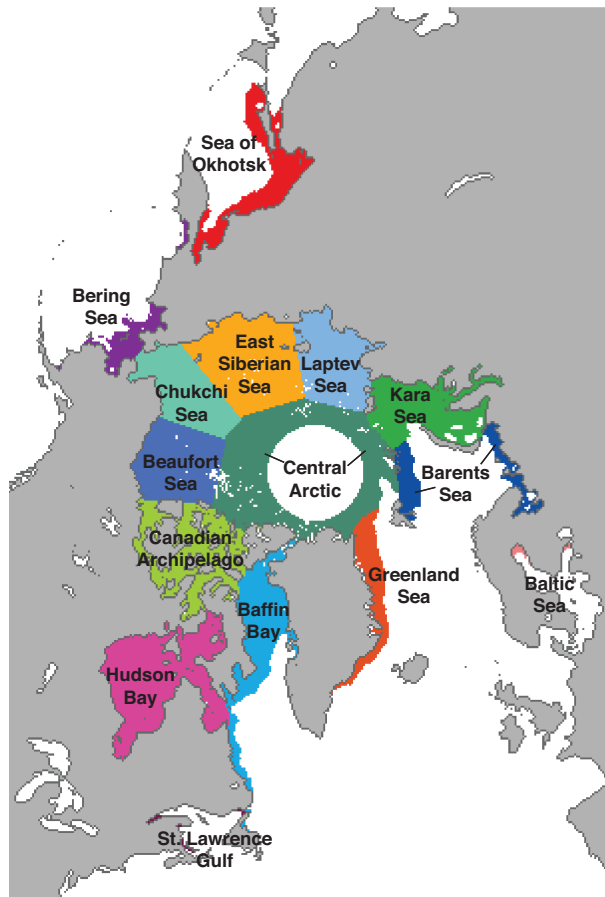 Sea of
Okhotsk
Bering
Sea
East
Siberian
Sea
Laptev
Sea
Chukchi
Sea
Kara
Sea
Beaufort
Sea
Central
Arctic
Barents
Sea
Canadian
Archipelago
Greenland
Sea
Baltic
Sea
Baffin
Bay
Hudson
Bay
St. Lawrence
Gulf